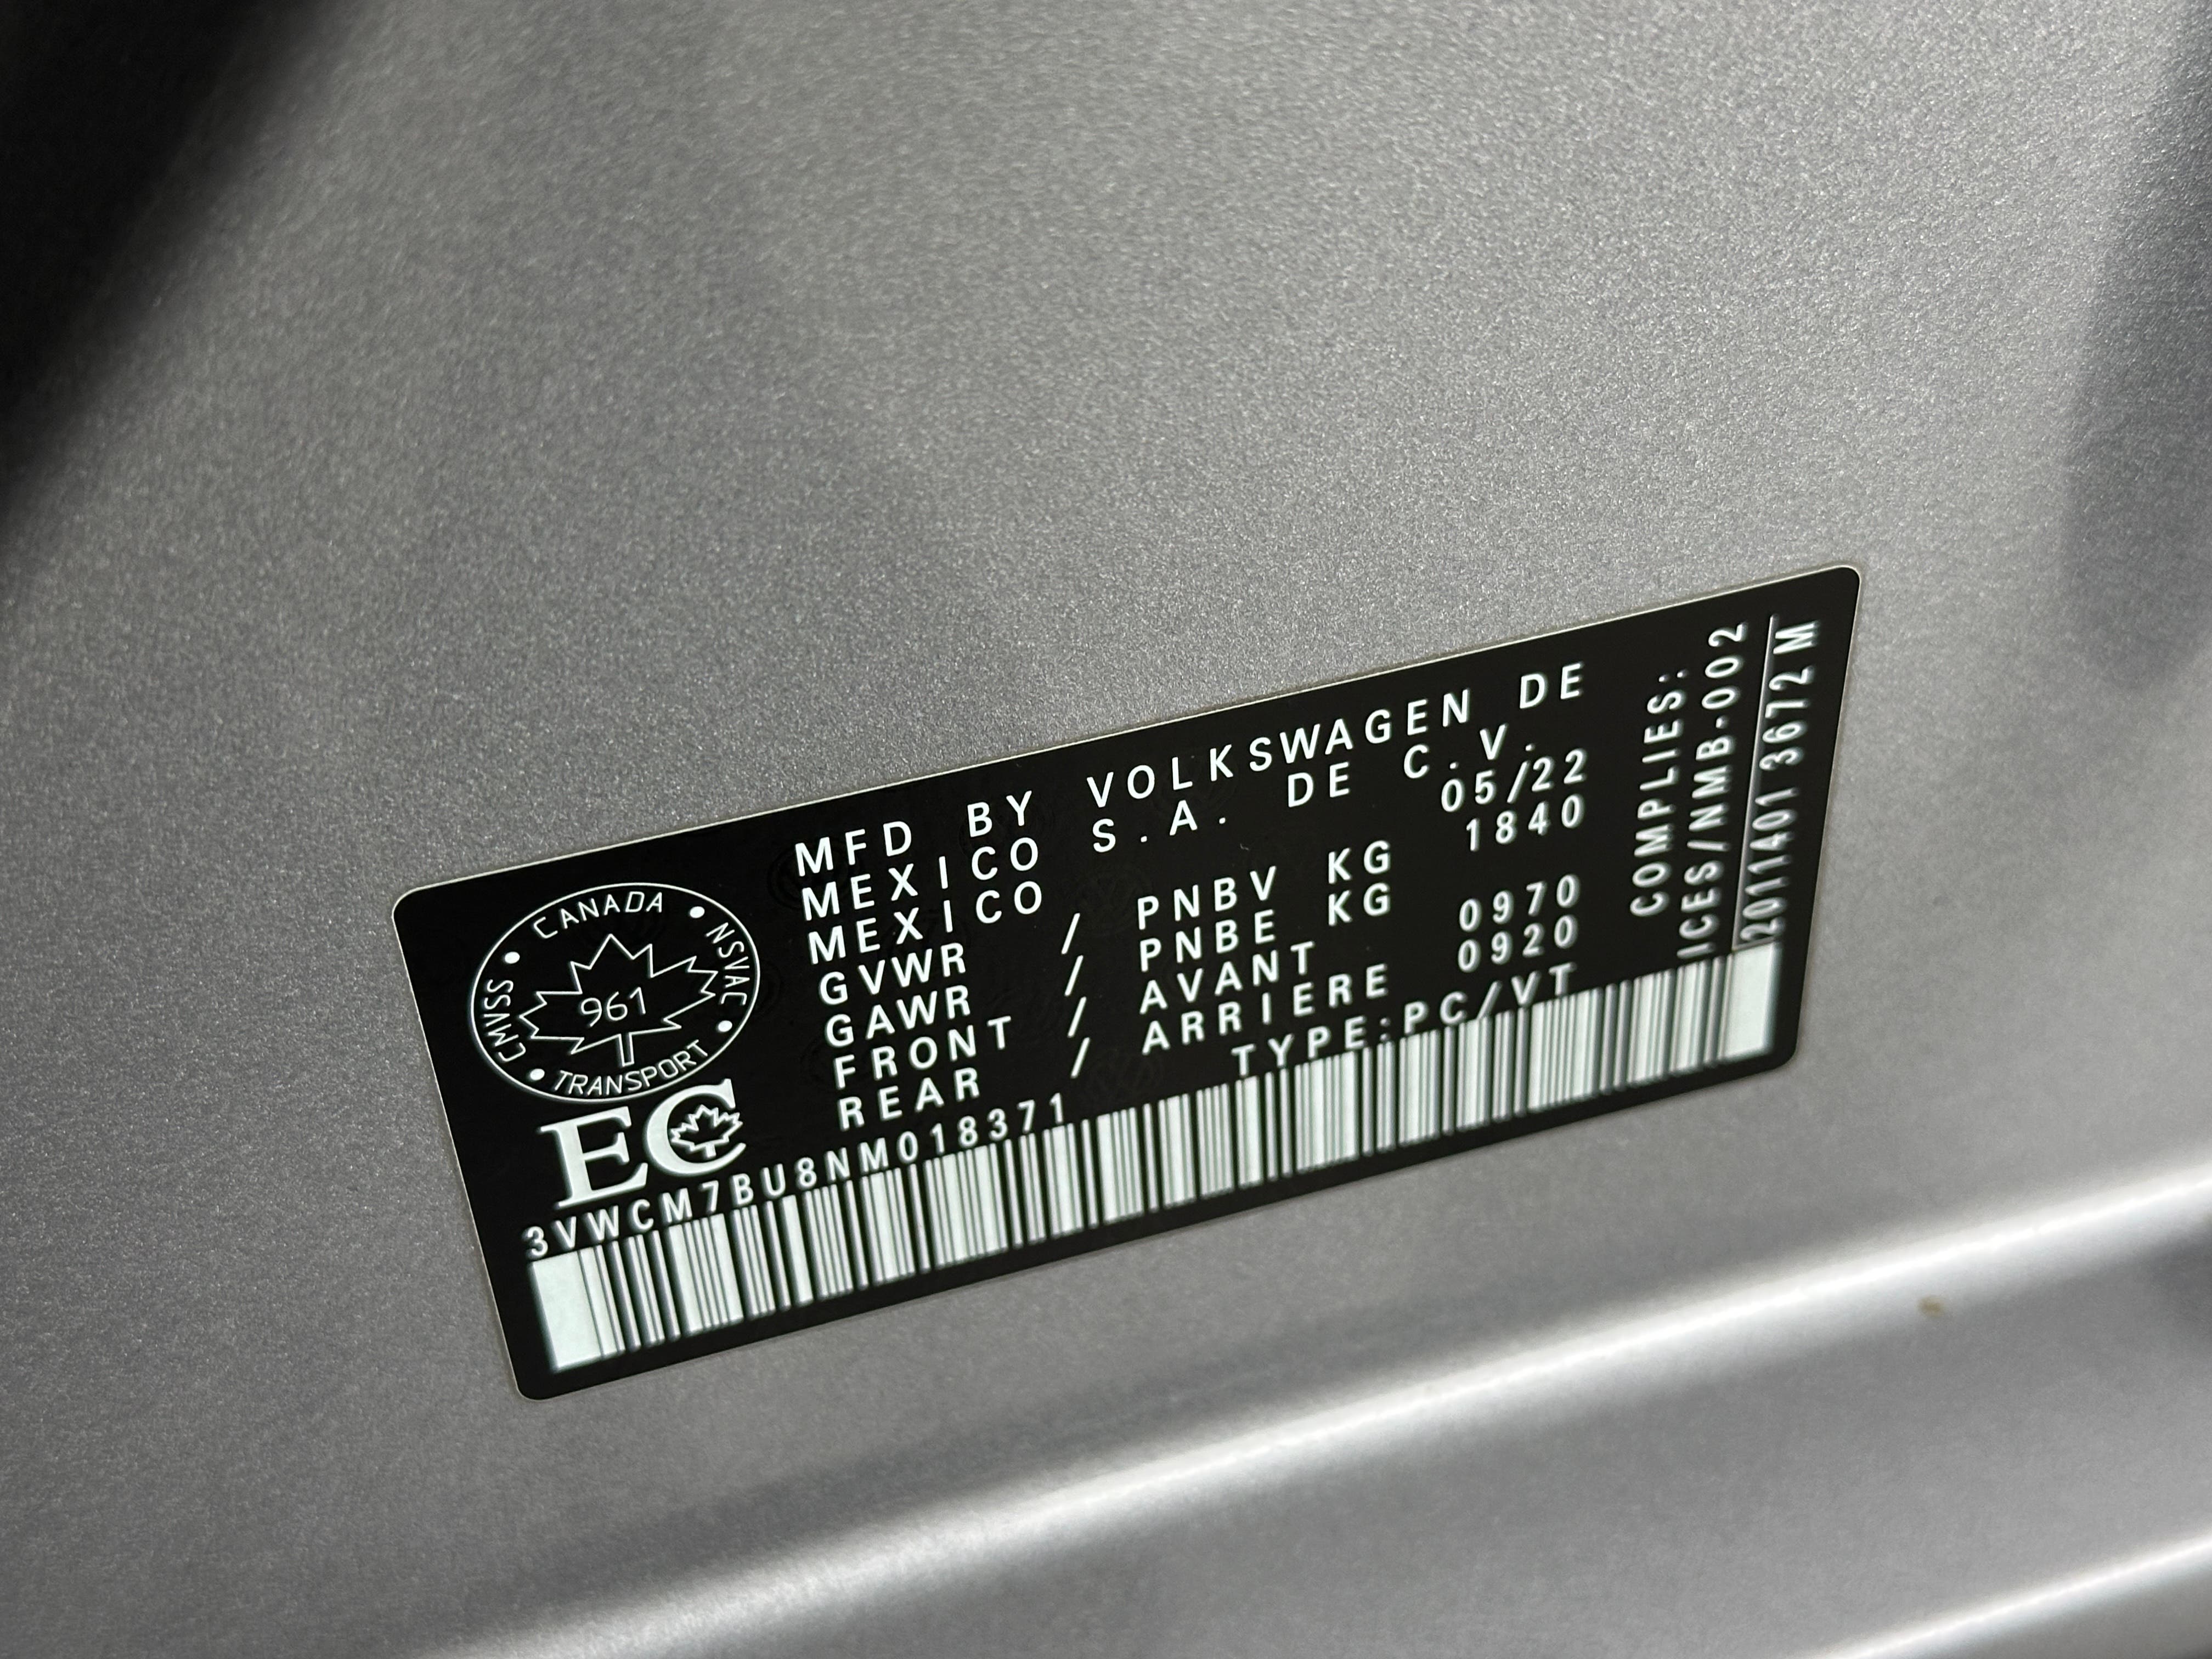 MFD BY VOLKSWAGEN DE
MEXICO S.A. DE C.V.
MEXICO 05/22
GVWR / PNBV KG 1840
GAWR / PNBE KG
FRONT / AVANT 0970
REAR / ARRIERE 0920
TYPE:PC/VT
CANADA
NSVAC
TRANSPORT
CMVSS
961
EC
3VWCM7BU8NM018371
COMPLIES:
ICES/NMB-002
2011401 3672 M